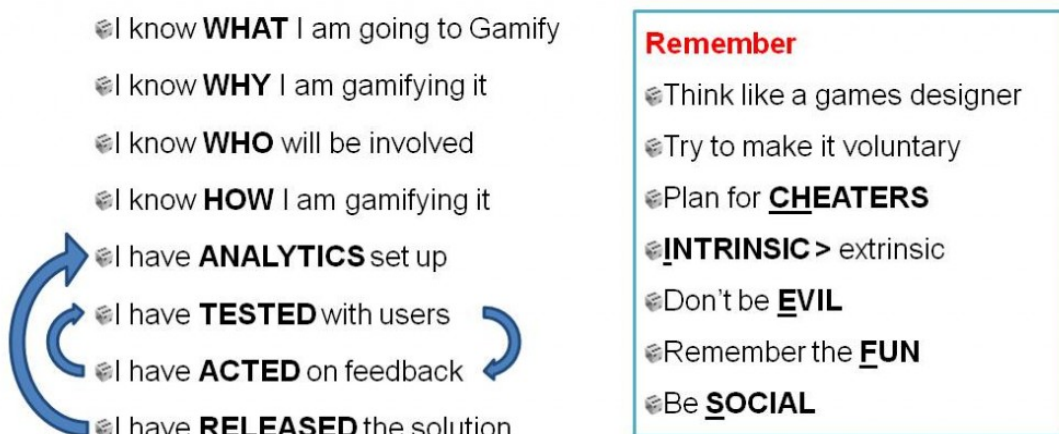 I know WHAT I am going to Gamify
I know WHY I am gamifying it
I know WHO will be involved
I know HOW I am gamifying it
I have ANALYTICS set up
I have TESTED with users
I have ACTED on feedback
I have RELEASED the solution
Remember
Think like a games designer
Try to make it voluntary
Plan for CHEATERS
INTRINSIC > extrinsic
Don't be EVIL
Remember the FUN
Be SOCIAL